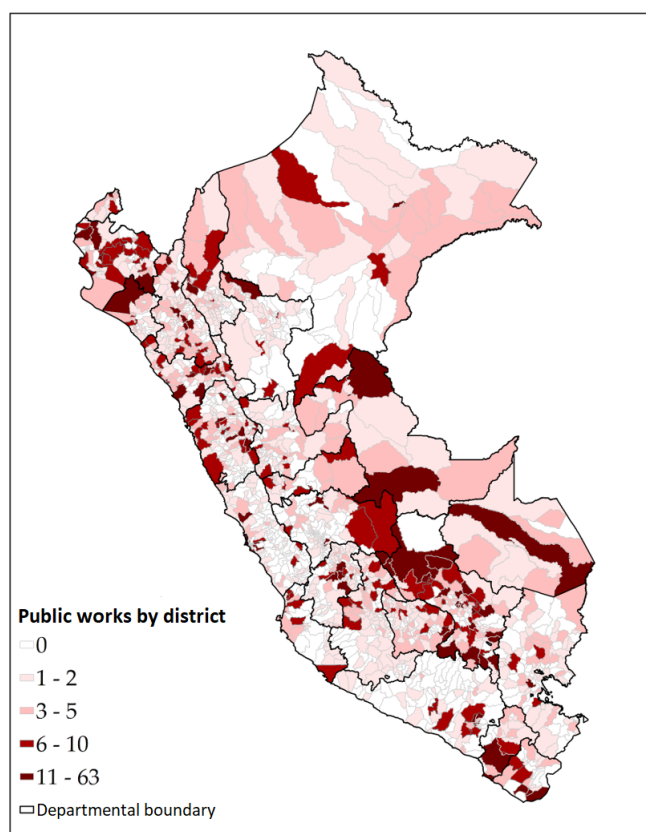 Public works by district
0
1 - 2
3 - 5
6 - 10
11 - 63
Departmental boundary